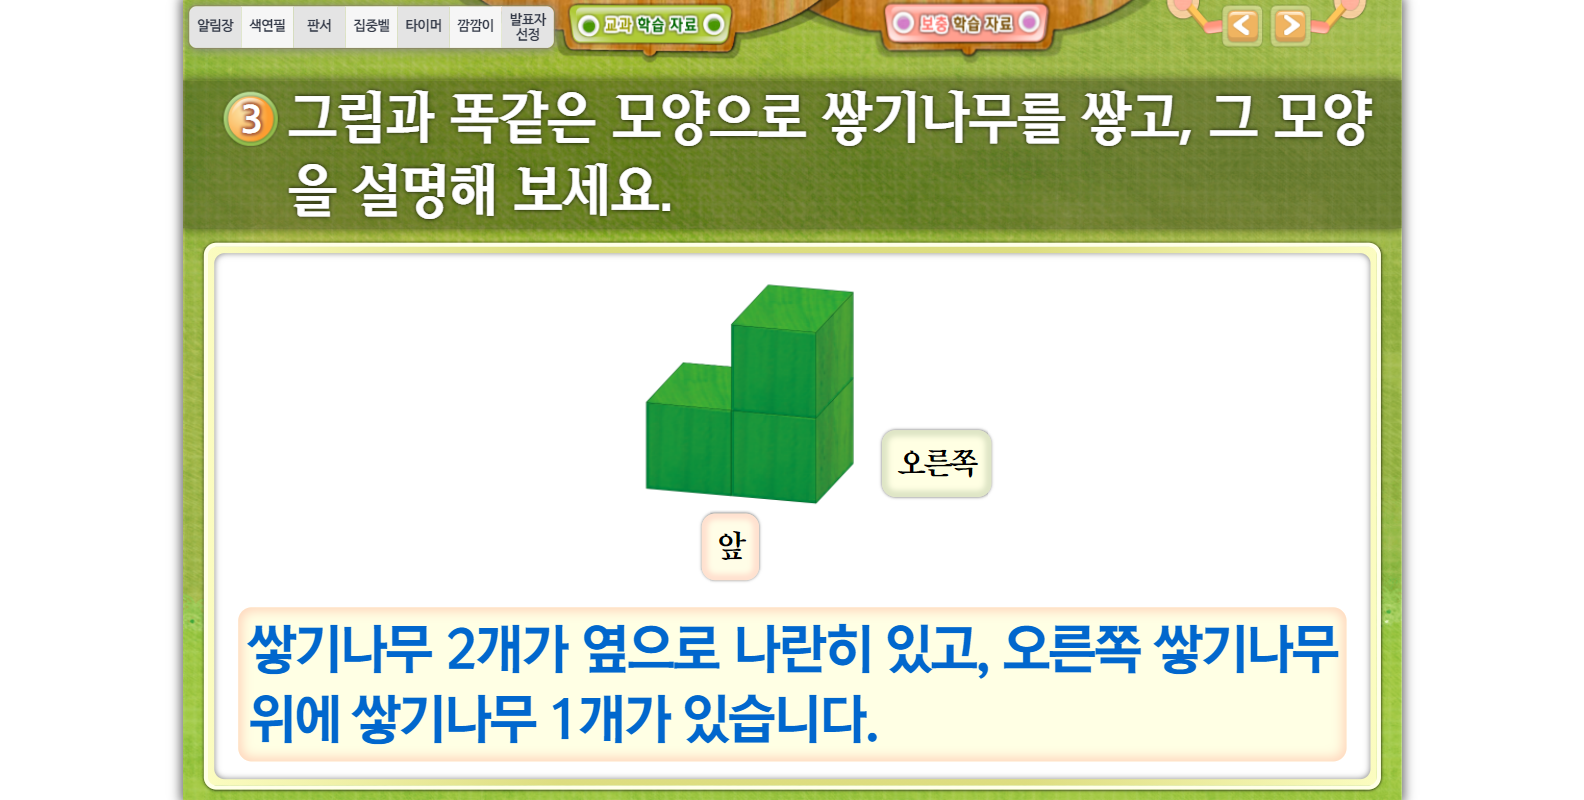 알림장 색연필 판서 집중벨 타이머 깜깜이 발표자 선정
교과 학습 자료 보충 학습 자료
3 그림과 똑같은 모양으로 쌓기나무를 쌓고, 그 모양
을 설명해 보세요.
오른쪽
앞
쌓기나무 2개가 옆으로 나란히 있고, 오른쪽 쌓기나무
위에 쌓기나무 1개가 있습니다.